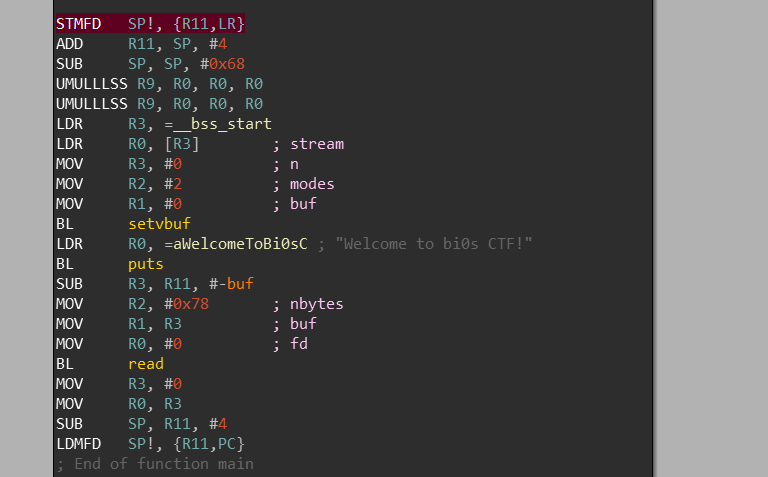 STMFD SP!, {R11,LR}
ADD R11, SP, #4
SUB SP, SP, #0x68
UMULLLSS R9, R0, R0, R0
UMULLLSS R9, R0, R0, R0
LDR R3, =__bss_start
LDR R0, [R3] ; stream
MOV R3, #0 ; n
MOV R2, #2 ; modes
MOV R1, #0 ; buf
BL setvbuf
LDR R0, =aWelcomeToBi0sC ; "Welcome to bi0s CTF!"
BL puts
SUB R3, R11, #-buf
MOV R2, #0x78 ; nbytes
MOV R1, R3 ; buf
MOV R0, #0 ; fd
BL read
MOV R3, #0
MOV R0, R3
SUB SP, R11, #4
LDMFD SP!, {R11,PC}
; End of function main